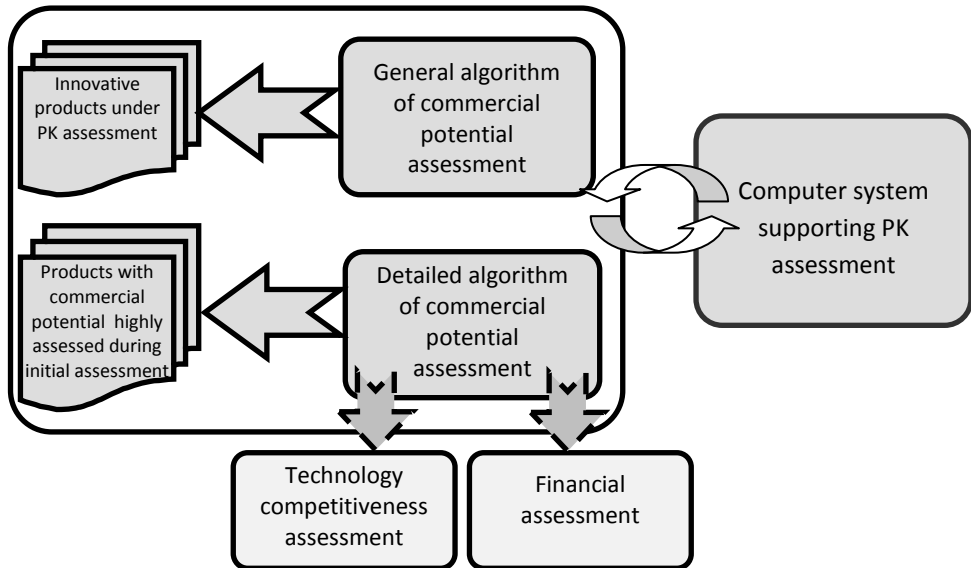 Innovative
products under
PK assessment
General algorithm
of commercial
potential
assessment
Computer system
supporting PK
assessment
Products with
commercial
potential highly
assessed during
initial assessment
Detailed algorithm
of commercial
potential
assessment
Technology
competitiveness
assessment
Financial
assessment